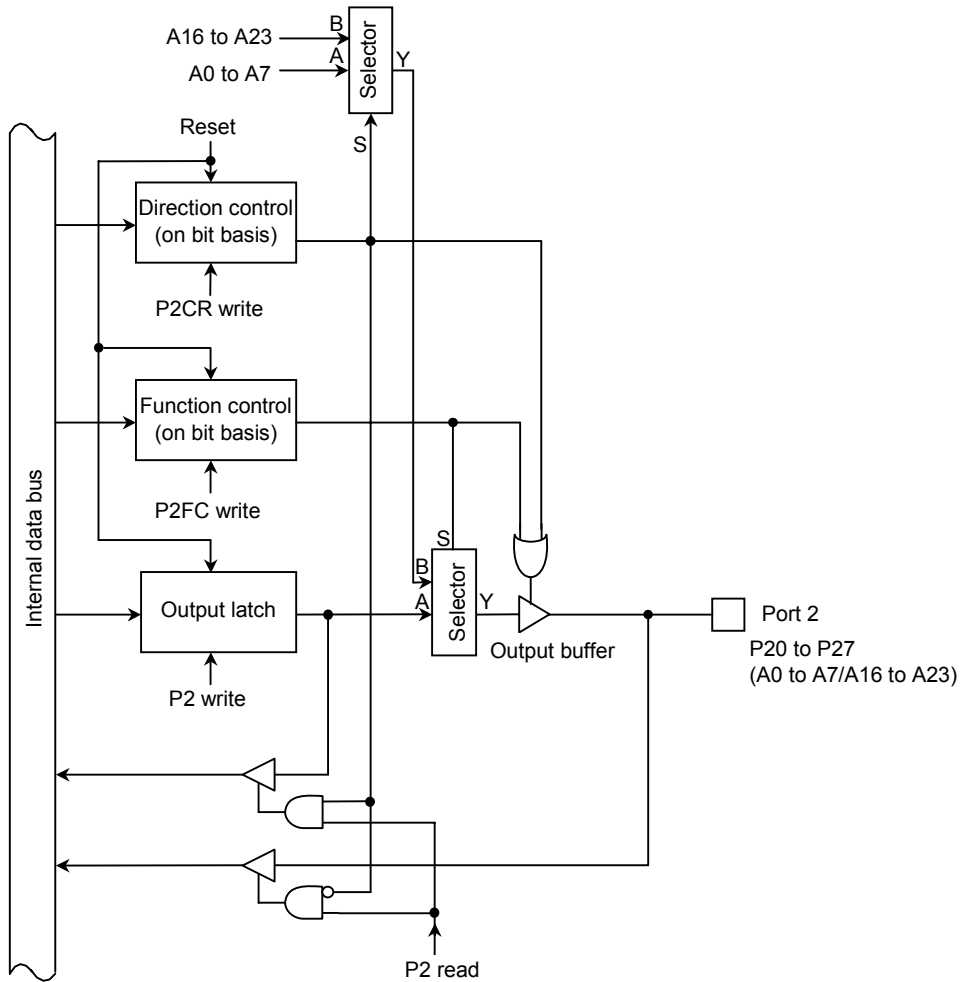 A16 to A23
B
A0 to A7
A
Selector
Y
S
Reset
Direction control
(on bit basis)
P2CR write
Function control
(on bit basis)
P2FC write
Internal data bus
Output latch
P2 write
S
B
A
Selector
Y
Output buffer
Port 2
P20 to P27
(A0 to A7/A16 to A23)
P2 read